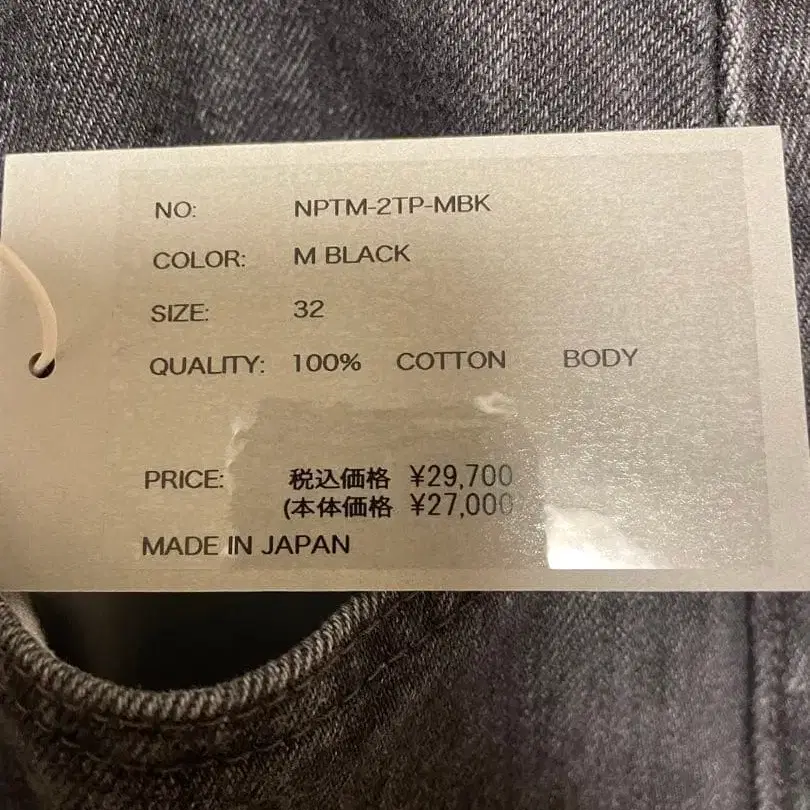 NO: NPTM-2TP-MBK
COLOR: M BLACK
SIZE: 32
QUALITY: 100% COTTON BODY
PRICE: 税込価格 ¥29,700
(本体価格 ¥27,000
MADE IN JAPAN